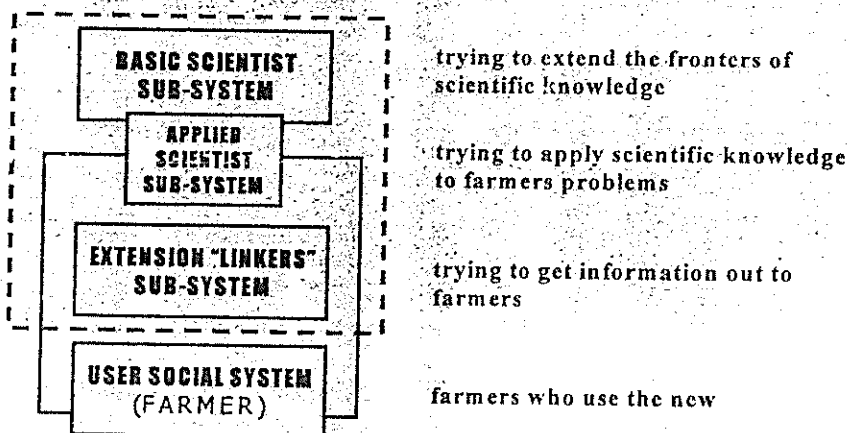 BASIC SCIENTIST
SUB-SYSTEM
trying to extend the fronters of
scientific knowledge
APPLIED
SCIENTIST
SUB-SYSTEM
trying to apply scientific knowledge
to farmers problems
EXTENSION "LINKERS"
SUB-SYSTEM
trying to get information out to
farmers
USER SOCIAL SYSTEM
(FARMER)
farmers who use the new